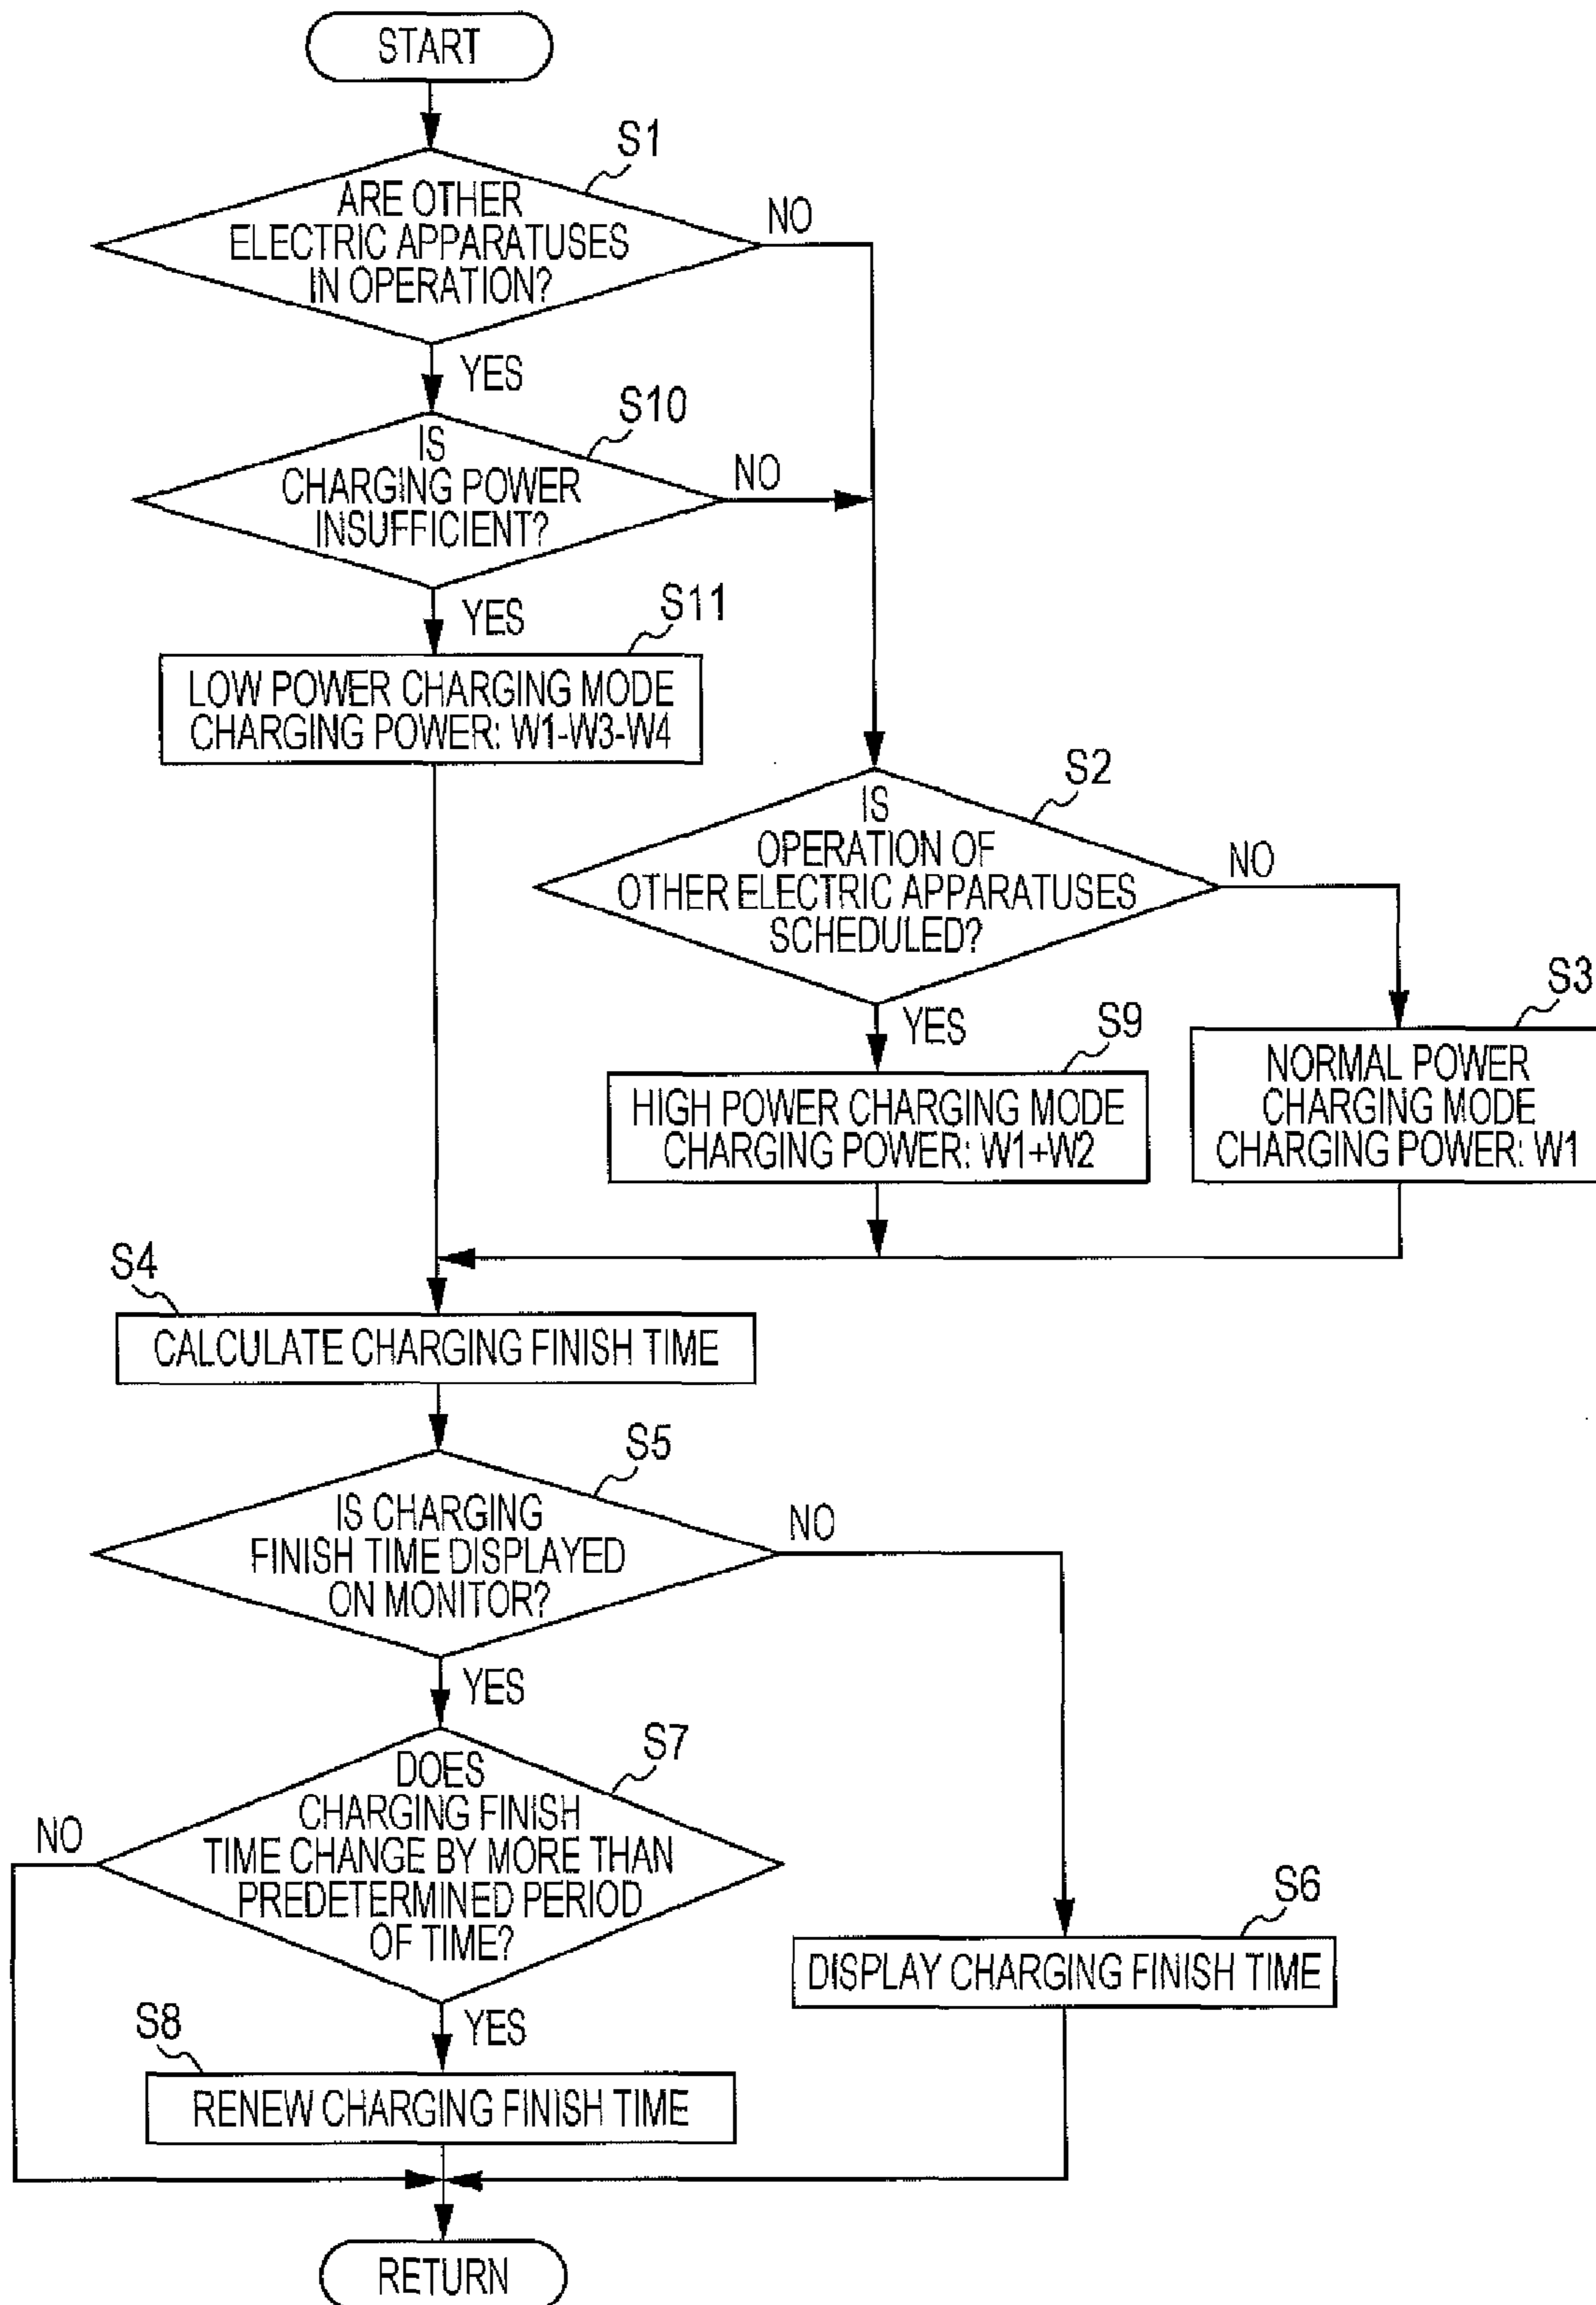 START
S1
ARE OTHER
ELECTRIC APPARATUSES
IN OPERATION?
NO
YES
S10
IS
CHARGING POWER
INSUFFICIENT?
NO
YES
S11
LOW POWER CHARGING MODE
CHARGING POWER: W1-W3-W4
S2
IS
OPERATION OF
OTHER ELECTRIC APPARATUSES
SCHEDULED?
NO
YES
S3
NORMAL POWER
CHARGING MODE
CHARGING POWER: W1
S9
HIGH POWER CHARGING MODE
CHARGING POWER: W1+W2
S4
CALCULATE CHARGING FINISH TIME
S5
IS CHARGING
FINISH TIME DISPLAYED
ON MONITOR?
NO
YES
S7
DOES
CHARGING FINISH
TIME CHANGE BY MORE THAN
PREDETERMINED PERIOD
OF TIME?
NO
YES
S6
DISPLAY CHARGING FINISH TIME
S8
RENEW CHARGING FINISH TIME
RETURN